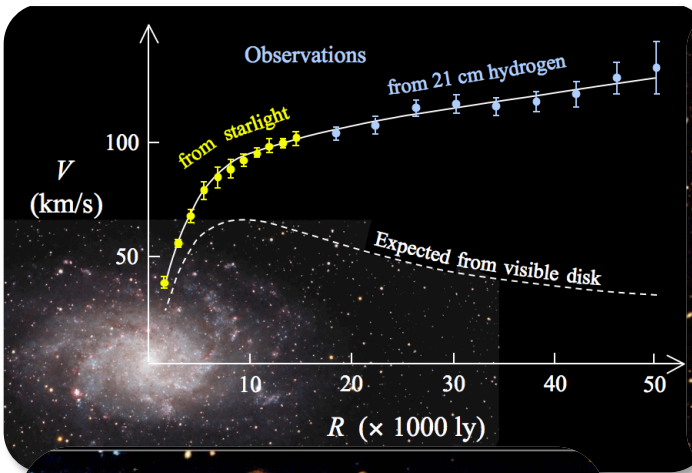 Observations
from 21 cm hydrogen
from starlight
100
V
(km/s)
50
Expected from visible disk
10
20
30
40
50
R (× 1000 ly)